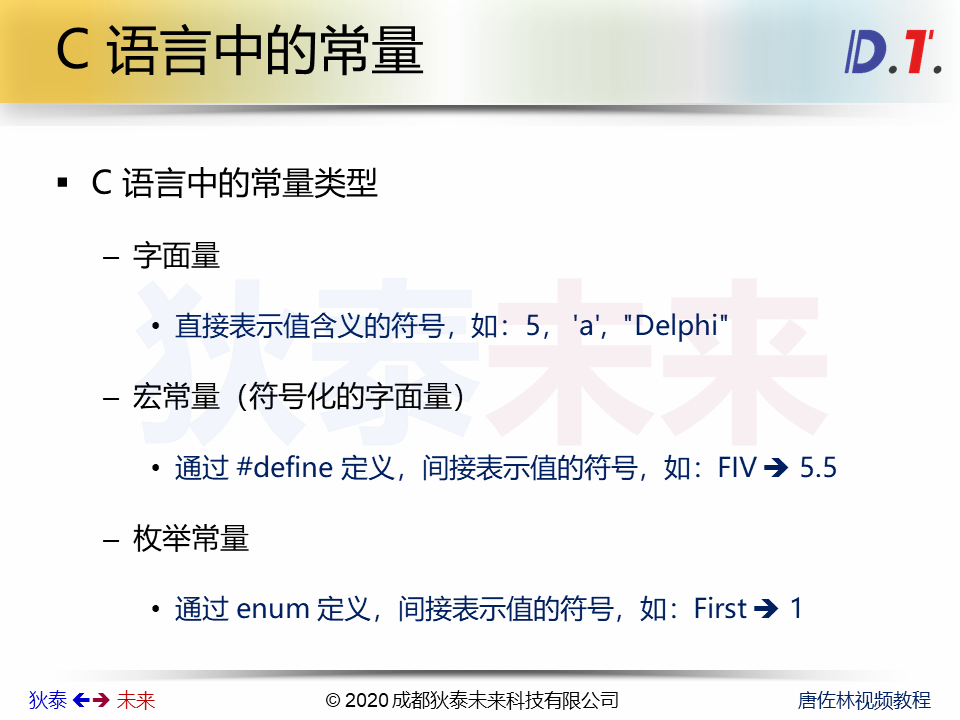 C 语言中的常量
D.T.
▪ C 语言中的常量类型
– 字面量
• 直接表示值含义的符号，如：5， 'a'，"Delphi"
– 宏常量（符号化的字面量）
• 通过 #define 定义，间接表示值的符号，如：FIV ➔ 5.5
– 枚举常量
• 通过 enum 定义，间接表示值的符号，如：First ➔ 1
狄泰未来
狄泰 🡸🡺 未来
© 2020 成都狄泰未来科技有限公司
唐佐林视频教程